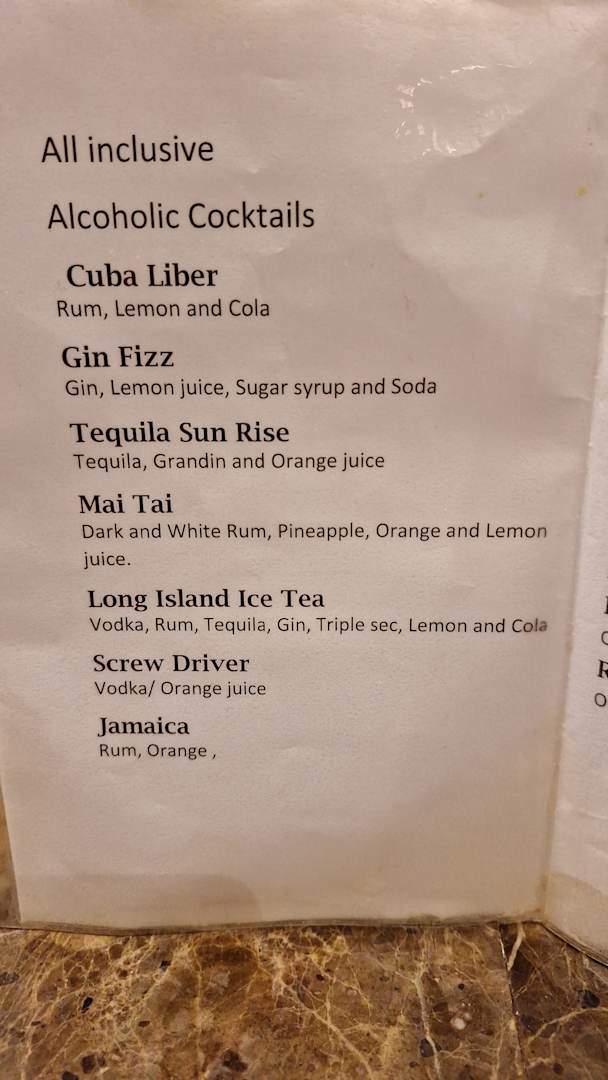 All inclusive
Alcoholic Cocktails
Cuba Liber
Rum, Lemon and Cola
Gin Fizz
Gin, Lemon juice, Sugar syrup and Soda
Tequila Sun Rise
Tequila, Grandin and Orange juice
Mai Tai
Dark and White Rum, Pineapple, Orange and Lemon
juice.
Long Island Ice Tea
Vodka, Rum, Tequila, Gin, Triple sec, Lemon and Cola
Screw Driver
Vodka/ Orange juice
Jamaica
Rum, Orange ,